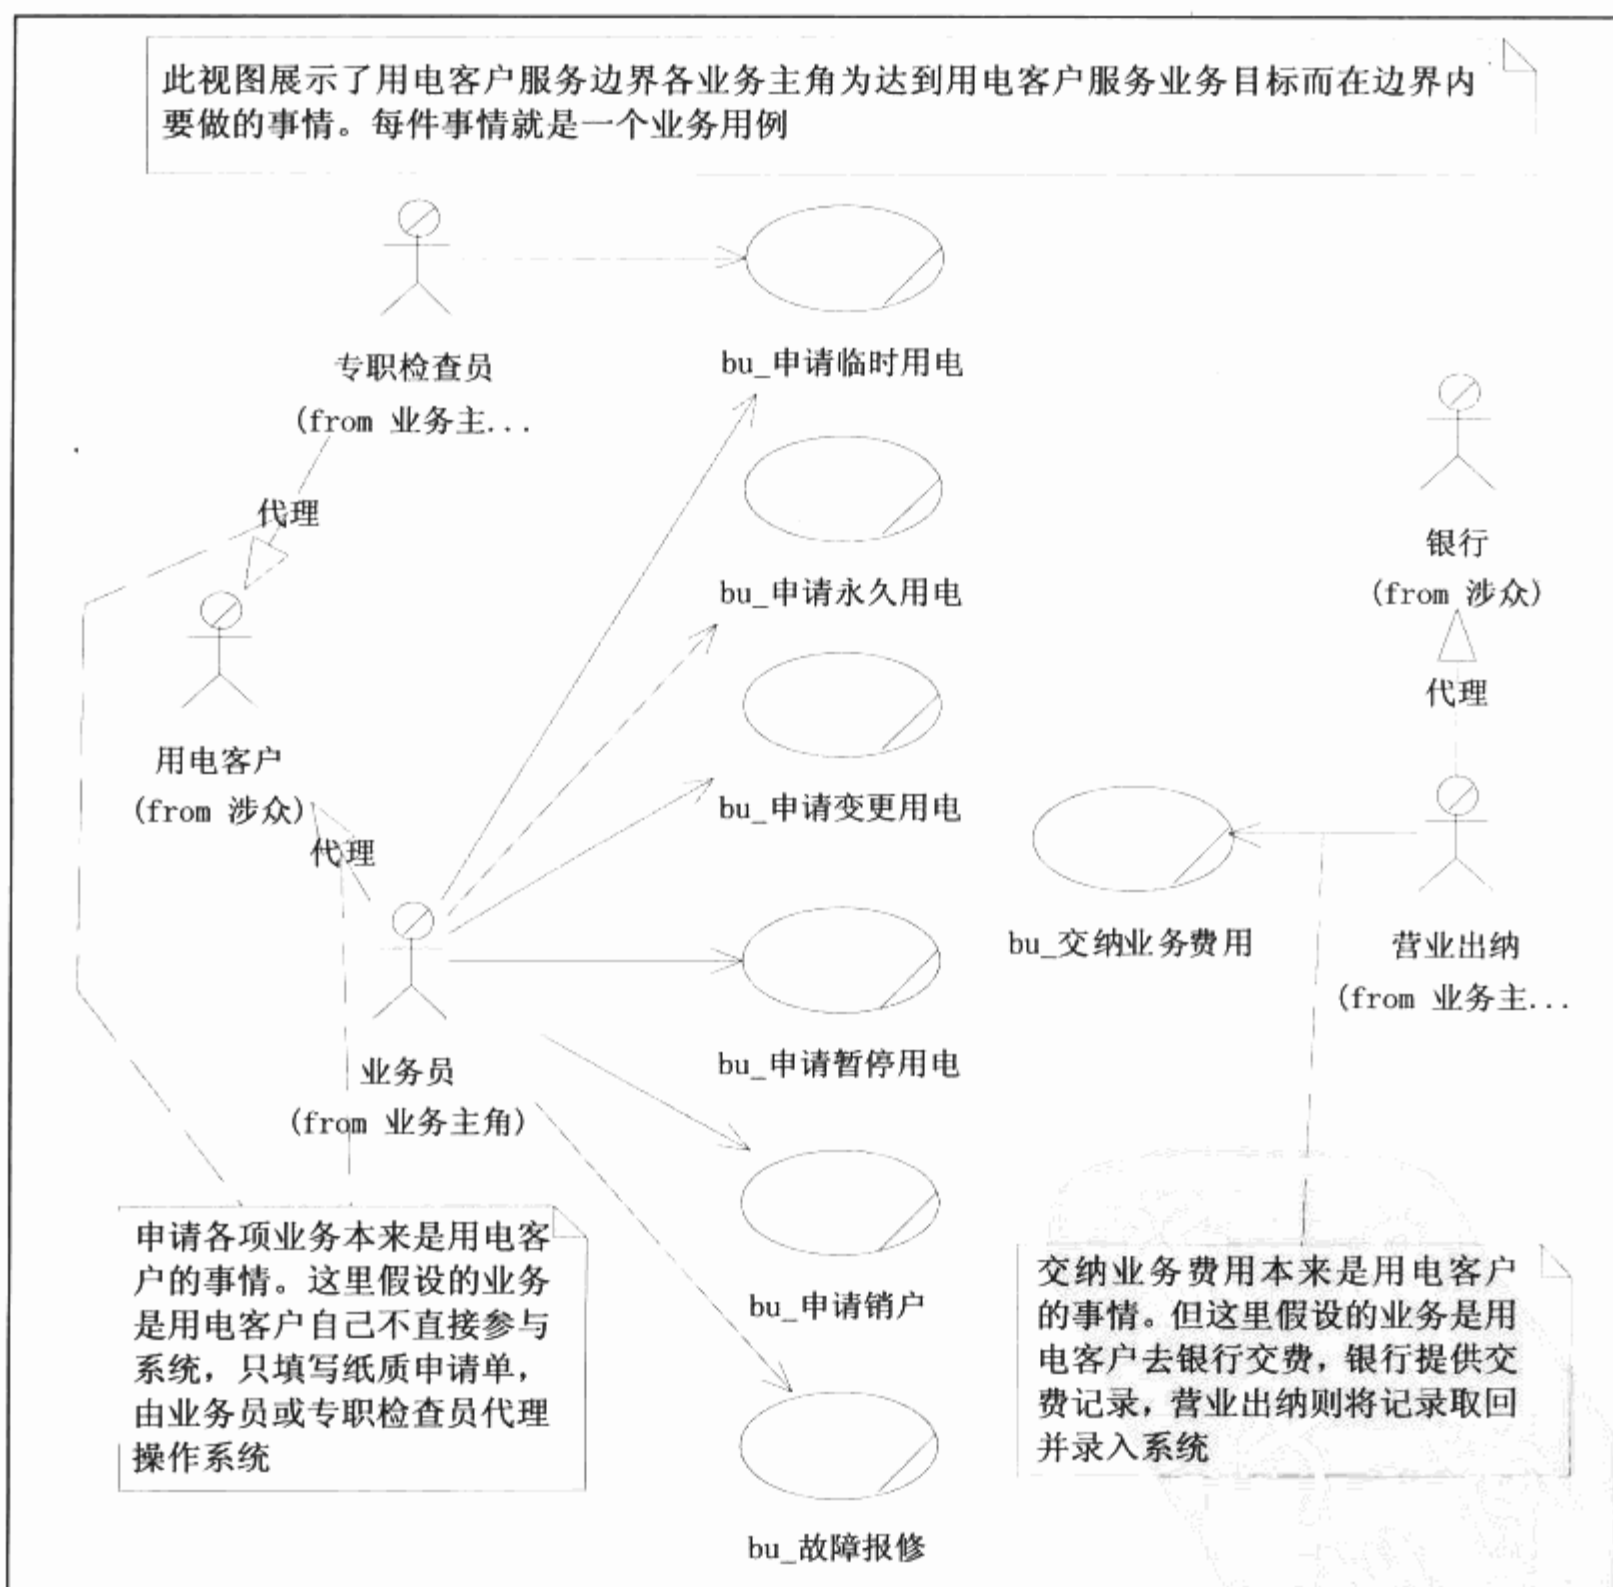 此视图展示了用电客户服务边界各业务主角为达到用电客户服务业务目标而在边界内
要做的事情。每件事情就是一个业务用例
专职检查员
(from 业务主...
bu_申请临时用电
代理
bu_申请永久用电
银行
(from 涉众)
代理
用电客户
(from 涉众)
代理
bu_申请变更用电
bu_交纳业务费用
营业出纳
(from 业务主...
业务员
(from 业务主角)
bu_申请暂停用电
bu_申请销户
bu_故障报修
申请各项业务本来是用电客
户的事情。这里假设的业务
是用电客户自己不直接参与
系统，只填写纸质申请单，
由业务员或专职检查员代理
操作系统
交纳业务费用本来是用电客户
的事情。但这里假设的业务是用
电客户去银行交费，银行提供交
费记录，营业出纳则将记录取回
并录入系统